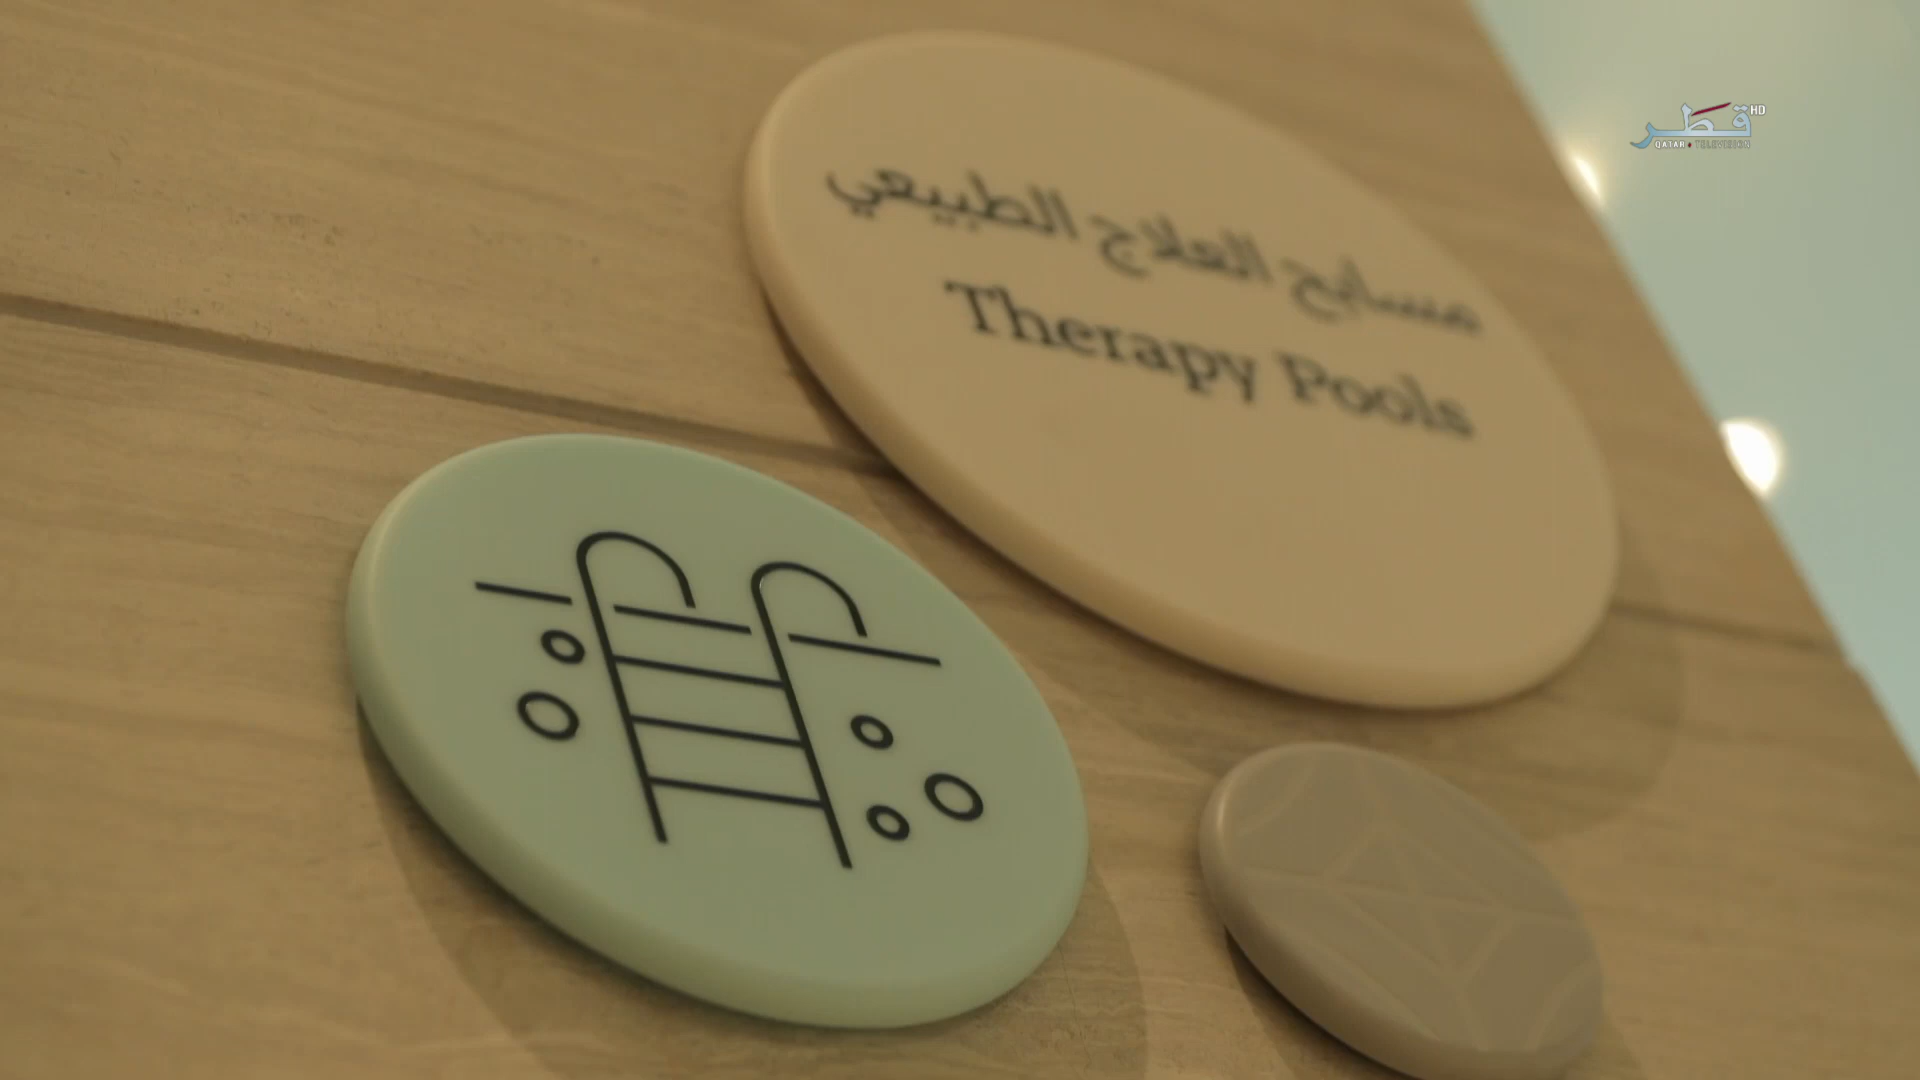 مسابح العلاج الطبيعي
Therapy Pools
قطر HD
QATAR TELEVISION